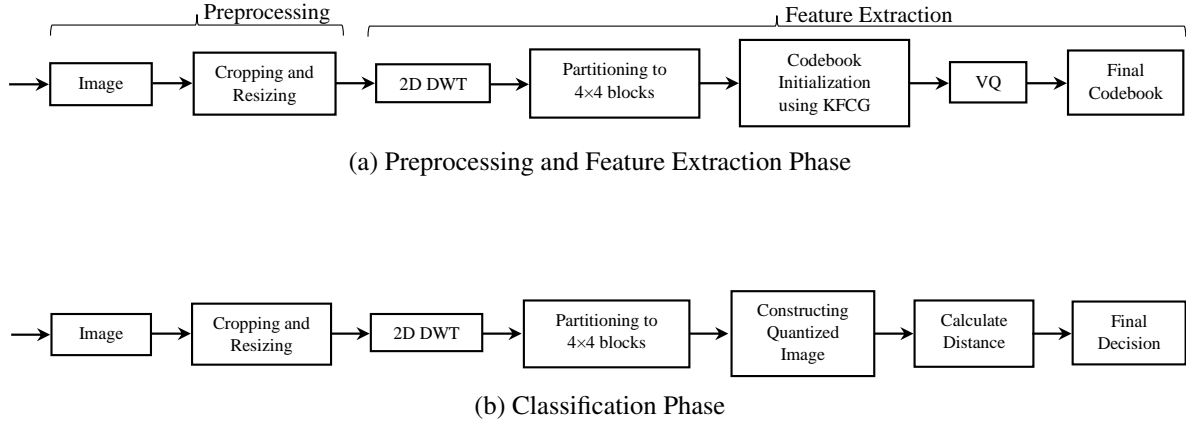 Preprocessing
Feature Extraction
Image
Cropping and
Resizing
2D DWT
Partitioning to
4×4 blocks
Codebook
Initialization
using KFCG
VQ
Final
Codebook
(a) Preprocessing and Feature Extraction Phase
Image
Cropping and
Resizing
2D DWT
Partitioning to
4×4 blocks
Constructing
Quantized
Image
Calculate
Distance
Final
Decision
(b) Classification Phase